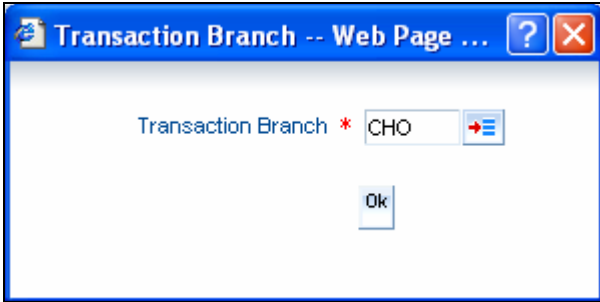 Transaction Branch -- Web Page ...
Transaction Branch * CHO
Ok